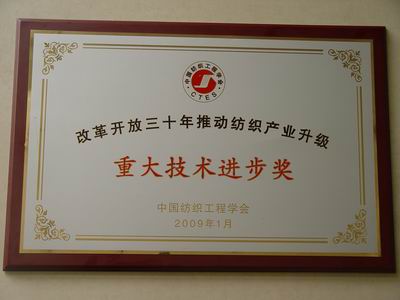 中国纺织工程学会
CTES
改革开放三十年推动纺织产业升级
重大技术进步奖
中国纺织工程学会
2009年1月